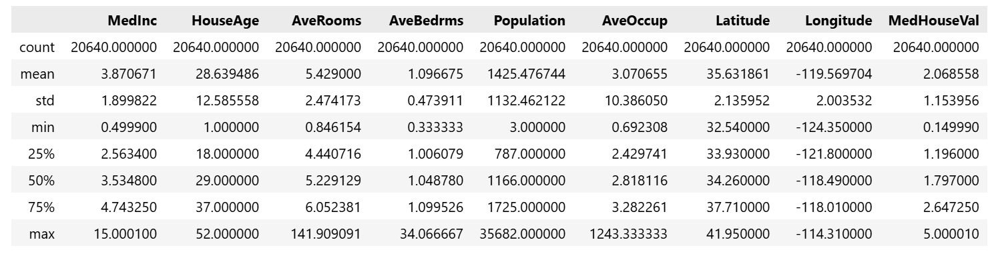 MedInc HouseAge AveRooms AveBedrms Population AveOccup Latitude Longitude MedHouseVal
count 20640.000000 20640.000000 20640.000000 20640.000000 20640.000000 20640.000000 20640.000000 20640.000000 20640.000000
mean 3.870671 28.639486 5.429000 1.096675 1425.476744 3.070655 35.631861 -119.569704 2.068558
std 1.899822 12.585558 2.474173 0.473911 1132.462122 10.386050 2.135952 2.003532 1.153956
min 0.499900 1.000000 0.846154 0.333333 3.000000 0.692308 32.540000 -124.350000 0.149990
25% 2.563400 18.000000 4.440716 1.006079 787.000000 2.429741 33.930000 -121.800000 1.196000
50% 3.534800 29.000000 5.229129 1.048780 1166.000000 2.818116 34.260000 -118.490000 1.797000
75% 4.743250 37.000000 6.052381 1.099526 1725.000000 3.282261 37.710000 -118.010000 2.647250
max 15.000100 52.000000 141.909091 34.066667 35682.000000 1243.333333 41.950000 -114.310000 5.000010